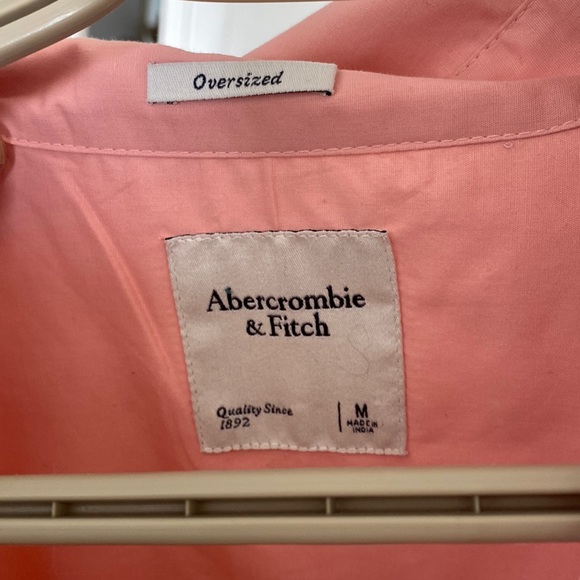 Oversized
Abercrombie
& Fitch
Quality Since
1892
M
MADE IN
INDIA